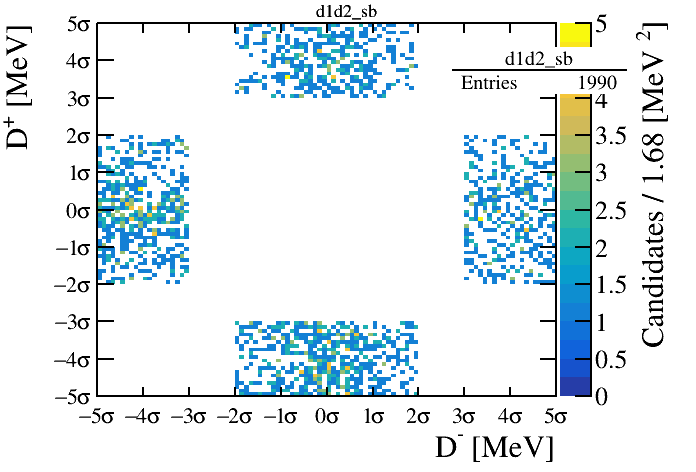 d1d2_sb
5σ
4σ
3σ
2σ
1σ
0σ
−1σ
−2σ
−3σ
−4σ
−5σ
D+ [MeV]
−5σ −4σ −3σ −2σ −1σ 0σ 1σ 2σ 3σ 4σ 5σ
D- [MeV]
d1d2_sb
Entries 1990
5
4
3.5
3
2.5
2
1.5
1
0.5
0
Candidates / 1.68 [MeV 2]